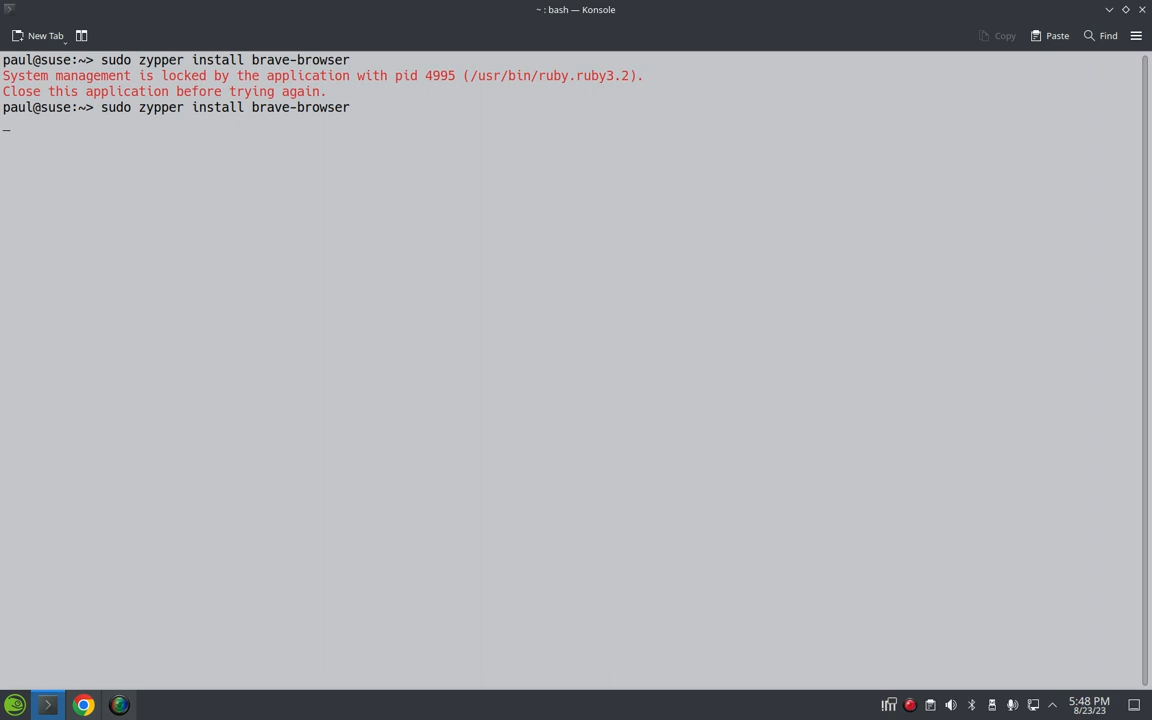 ~ : bash — Konsole
New Tab
Copy
Paste
Find
paul@suse:~> sudo zypper install brave-browser
System management is locked by the application with pid 4995 (/usr/bin/ruby.ruby3.2).
Close this application before trying again.
paul@suse:~> sudo zypper install brave-browser
5:48 PM
8/23/23